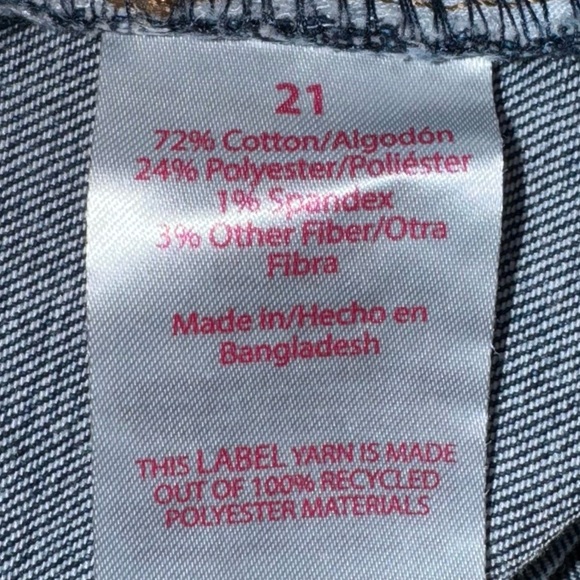 21
72% Cotton/Algodón
24% Polyester/Poliéster
1% Spandex
3% Other Fiber/Otra
Fibra
Made in/Hecho en
Bangladesh
THIS LABEL YARN IS MADE
OUT OF 100% RECYCLED
POLYESTER MATERIALS